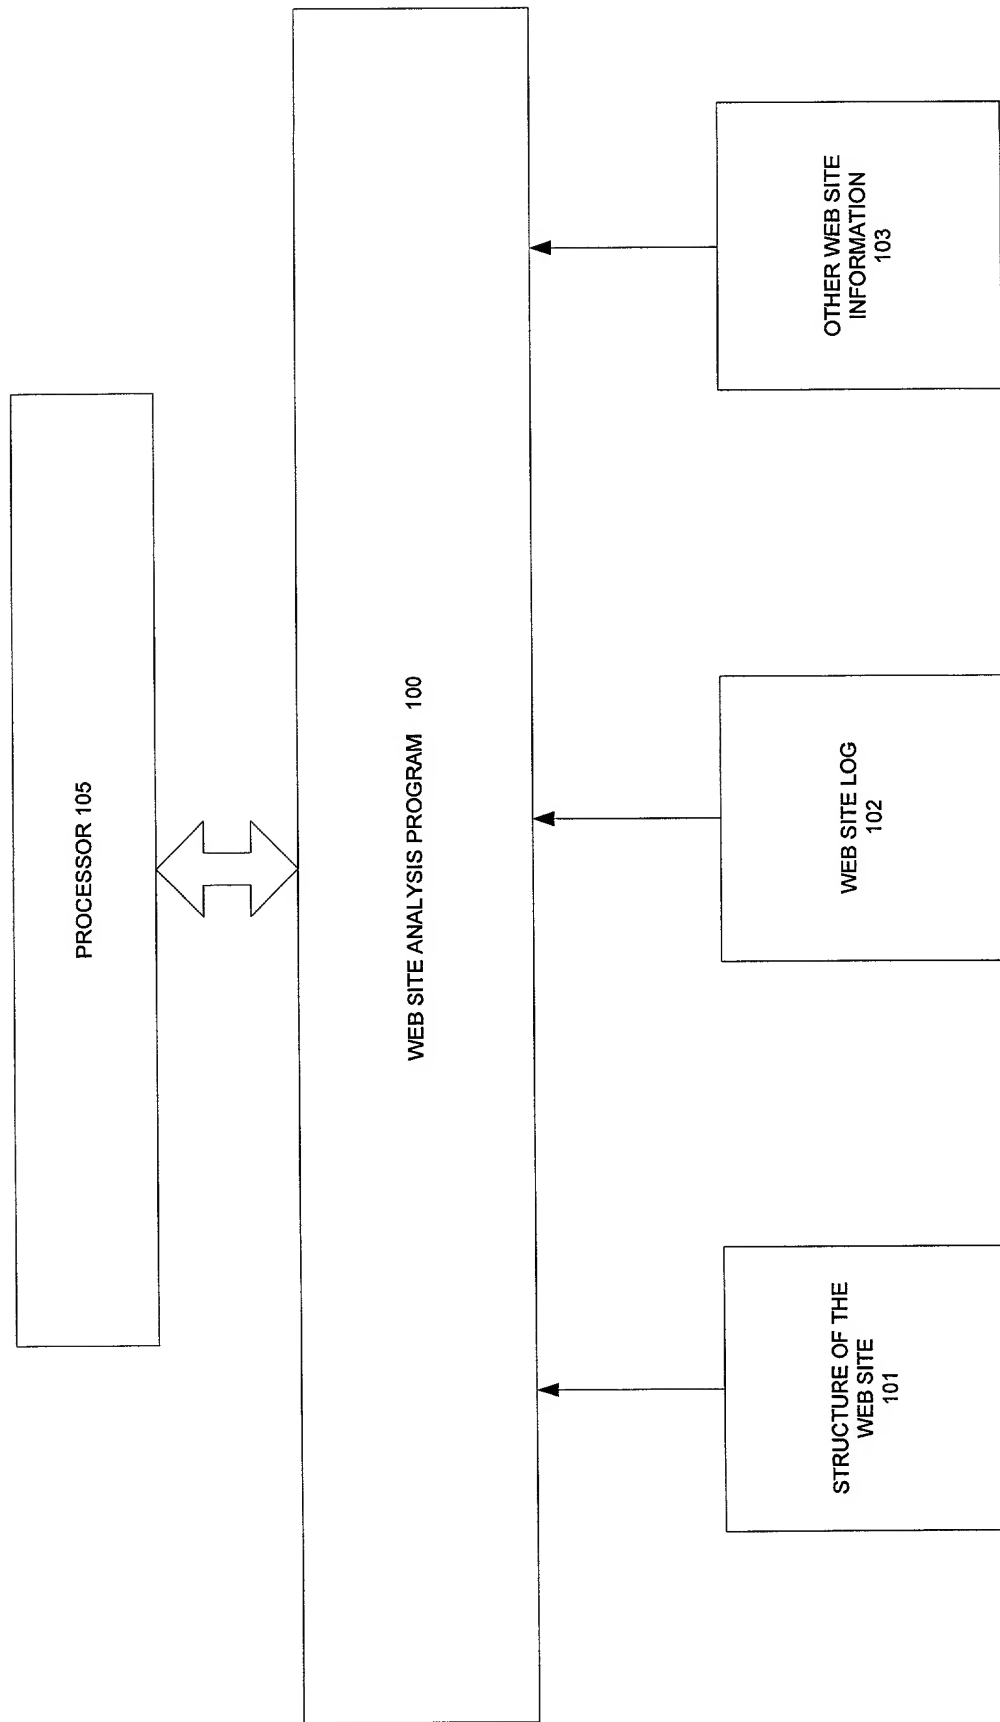 PROCESSOR 105
WEB SITE ANALYSIS PROGRAM 100
STRUCTURE OF THE
WEB SITE
101
WEB SITE LOG
102
OTHER WEB SITE
INFORMATION
103